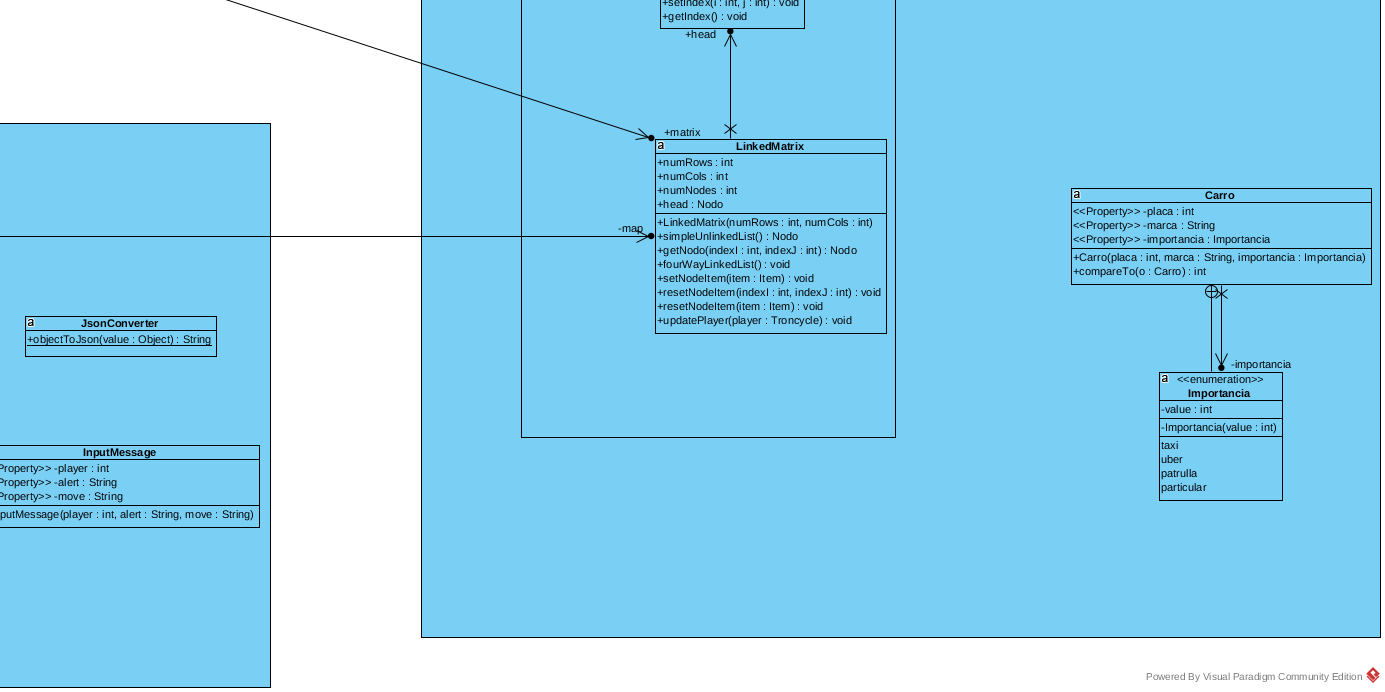 +setIndex(i : int, j : int) : void
+getIndex() : void
+head
+matrix
a LinkedMatrix
+numRows : int
+numCols : int
+numNodes : int
+head : Nodo
+LinkedMatrix(numRows : int, numCols : int)
+simpleUnlinkedList() : Nodo
+getNodo(indexI : int, indexJ : int) : Nodo
+fourWayLinkedList() : void
+setNodeItem(item : Item) : void
+resetNodeItem(indexI : int, indexJ : int) : void
+resetNodeItem(item : Item) : void
+updatePlayer(player : Troncycle) : void
-map
a Carro
<<Property>> -placa : int
<<Property>> -marca : String
<<Property>> -importancia : Importancia
+Carro(placa : int, marca : String, importancia : Importancia)
+compareTo(o : Carro) : int
-importancia
a <<enumeration>>
Importancia
-value : int
-Importancia(value : int)
taxi
uber
patrulla
particular
a JsonConverter
+objectToJson(value : Object) : String
InputMessage
Property>> -player : int
Property>> -alert : String
Property>> -move : String
putMessage(player : int, alert : String, move : String)
Powered By Visual Paradigm Community Edition